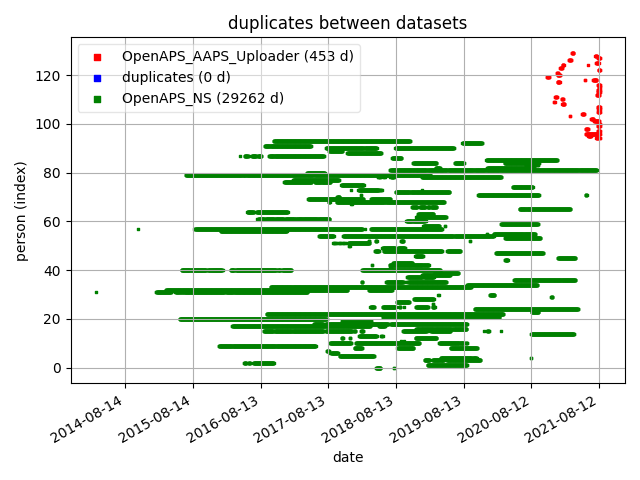 duplicates between datasets
OpenAPS_AAPS_Uploader (453 d)
duplicates (0 d)
OpenAPS_NS (29262 d)
person (index)
120
100
80
60
40
20
0
2014-08-14
2015-08-14
2016-08-13
2017-08-13
2018-08-13
2019-08-13
2020-08-12
2021-08-12
date